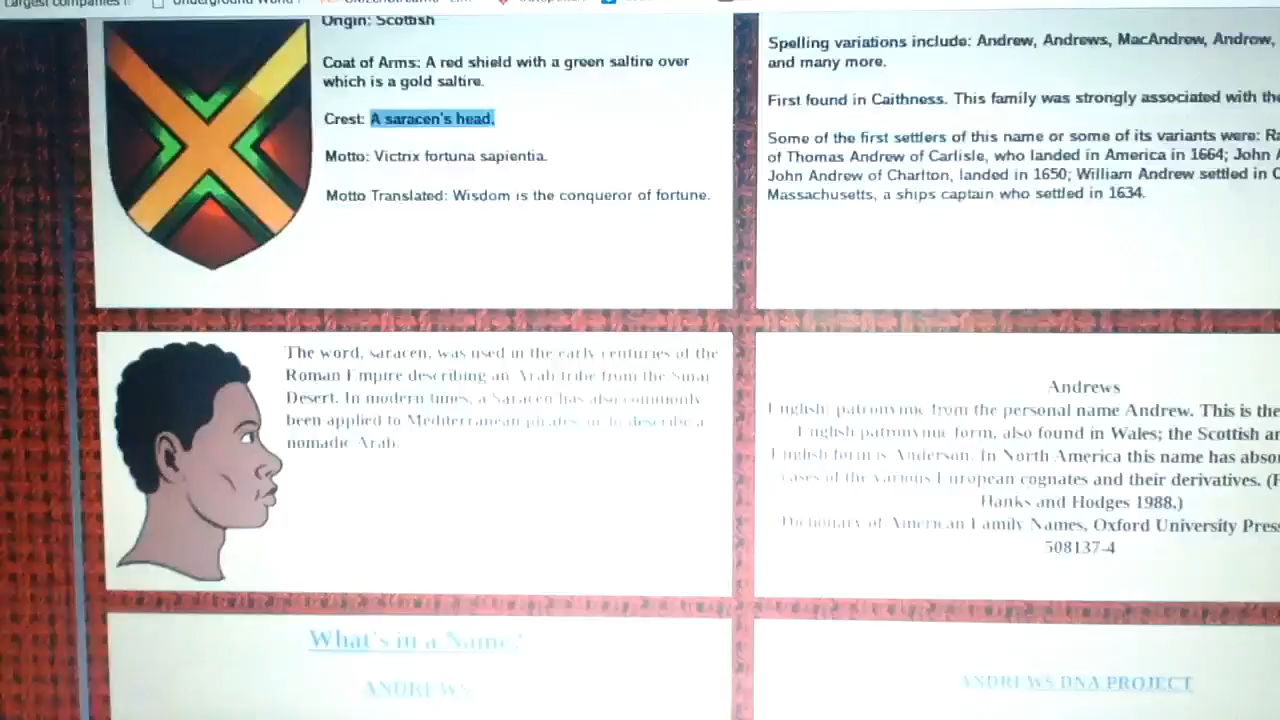 Origin: Scottish
Coat of Arms: A red shield with a green saltire over
which is a gold saltire.
Crest: A saracen's head.
Motto: Victrix fortuna sapientia.
Motto Translated: Wisdom is the conqueror of fortune.
Spelling variations include: Andrew, Andrews, MacAndrew, Androw,
and many more.
First found in Caithness. This family was strongly associated with the
Some of the first settlers of this name or some of its variants were:
of Thomas Andrew of Carlisle, who landed in America in 1664; John
John Andrew of Charlton, landed in 1650; William Andrew settled in
Massachusetts, a ships captain who settled in 1634.
The word, saracen, was used in the early centuries of the
Roman Empire describing an Arab tribe from the Sinai
Desert. In modern times, a Saracen has also commonly
been applied to Mediterranean pirates, or to describe a
nomadic Arab.
Andrews
English: patronymic from the personal name Andrew. This is the
English patronymic form, also found in Wales; the Scottish
English form is Anderson. In North America this name has
cases of the various European cognates and their derivatives.
Hanks and Hodges 1988.)
Dictionary of American Family Names, Oxford University Press
508137-4
What's in a Name?
ANDREWS
ANDREWS DNA PROJECT